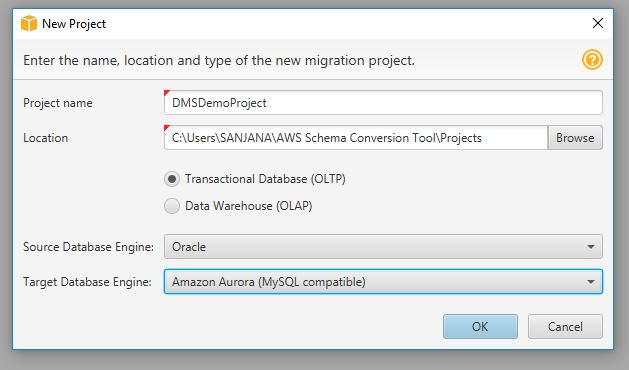 New Project
Enter the name, location and type of the new migration project.
?
Project name DMSDemoProject
Location C:\Users\SANJANA\AWS Schema Conversion Tool\Projects Browse
Transactional Database (OLTP)
Data Warehouse (OLAP)
Source Database Engine: Oracle
Target Database Engine: Amazon Aurora (MySQL compatible)
OK Cancel